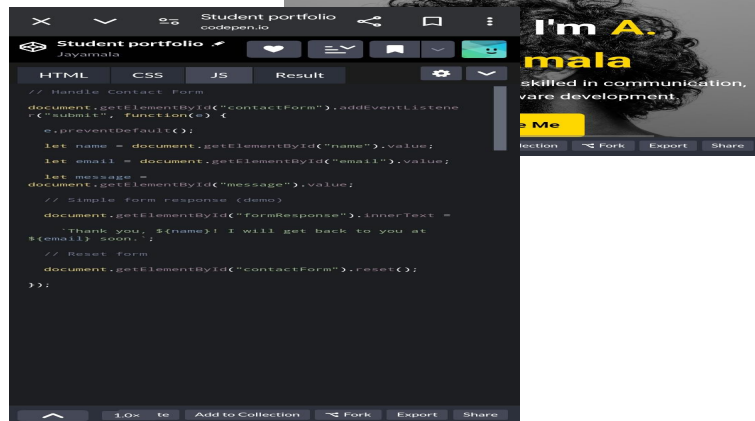 Student portfolio
codepen.io
Student portfolio
Jayamala
HTML CSS JS Result
// Handle Contact Form
document.getElementById("contactForm").addEventListene
r("submit", function(e) {
e.preventDefault();
let name = document.getElementById("name").value;
let email = document.getElementById("email").value;
let message =
document.getElementById("message").value;
// Simple form response (demo)
document.getElementById("formResponse").innerText =
`Thank you, ${name}! I will get back to you at
${email} soon.`;
// Reset form
document.getElementById("contactForm").reset();
});
1.0× te Add to Collection Fork Export Share
I'm A.
mala
skilled in communication,
ware development
e Me
lection Fork Export Share